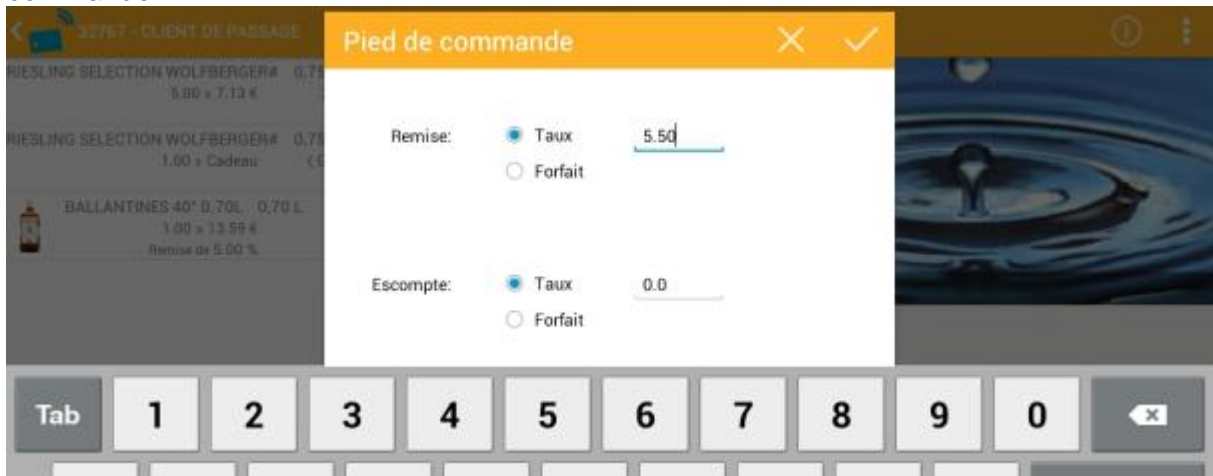 32767 - CLIENT DE PASSAGE
Pied de commande
RIESLING SELECTION WOLFBERGER# 0,75
5.00 x 7.13 €
RIESLING SELECTION WOLFBERGER# 0,75
1.00 x Cadeau
BALLANTINES 40° 0.70L 0,70 L
1.00 x 13.59 €
Remise de 5.00 %
Remise: Taux 5.50
Forfait
Escompte: Taux 0.0
Forfait
Tab 1 2 3 4 5 6 7 8 9 0